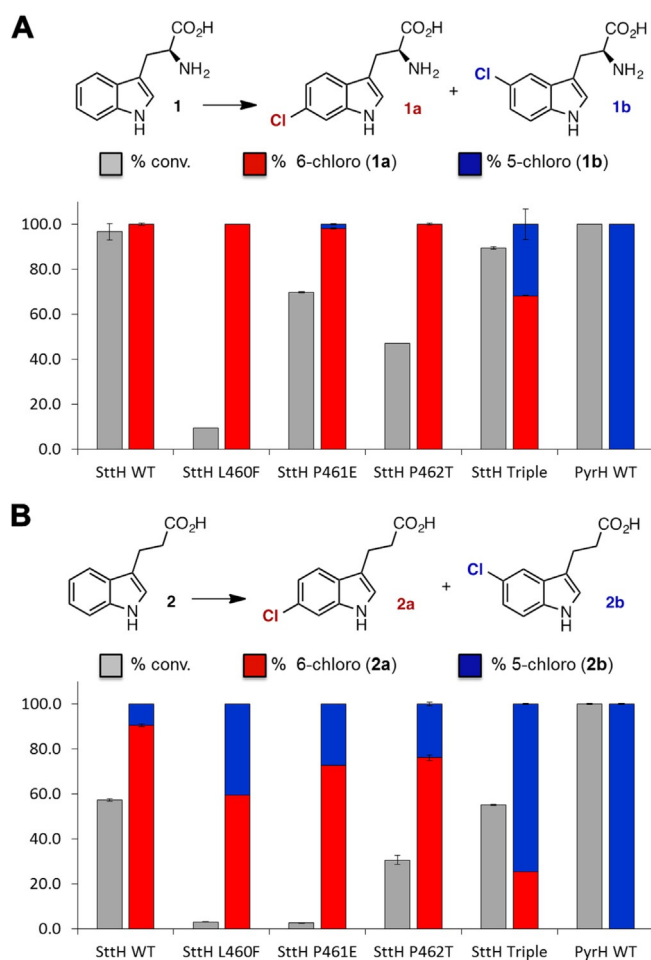 A
CO₂H
NH₂
N
H
1
+
Cl
N
H
CO₂H
NH₂
1a
Cl
N
H
CO₂H
NH₂
1b
% conv.
% 6-chloro (1a)
% 5-chloro (1b)
100.0
80.0
60.0
40.0
20.0
0.0
SttH WT SttH L460F SttH P461E SttH P462T SttH Triple PyrH WT
B
CO₂H
N
H
2
+
Cl
N
H
CO₂H
2a
Cl
N
H
CO₂H
2b
% conv.
% 6-chloro (2a)
% 5-chloro (2b)
100.0
80.0
60.0
40.0
20.0
0.0
SttH WT SttH L460F SttH P461E SttH P462T SttH Triple PyrH WT